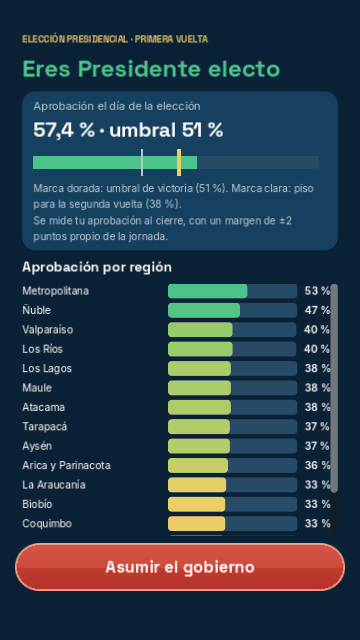 ELECCIÓN PRESIDENCIAL · PRIMERA VUELTA
Eres Presidente electo
Aprobación el día de la elección
57,4 % · umbral 51 %
Marca dorada: umbral de victoria (51 %). Marca clara: piso
para la segunda vuelta (38 %).
Se mide tu aprobación al cierre, con un margen de ±2
puntos propio de la jornada.
Aprobación por región
Metropolitana 53 %
Ñuble 47 %
Valparaíso 40 %
Los Ríos 40 %
Los Lagos 38 %
Maule 38 %
Atacama 38 %
Tarapacá 37 %
Aysén 37 %
Arica y Parinacota 36 %
La Araucanía 33 %
Biobío 33 %
Coquimbo 33 %
Asumir el gobierno